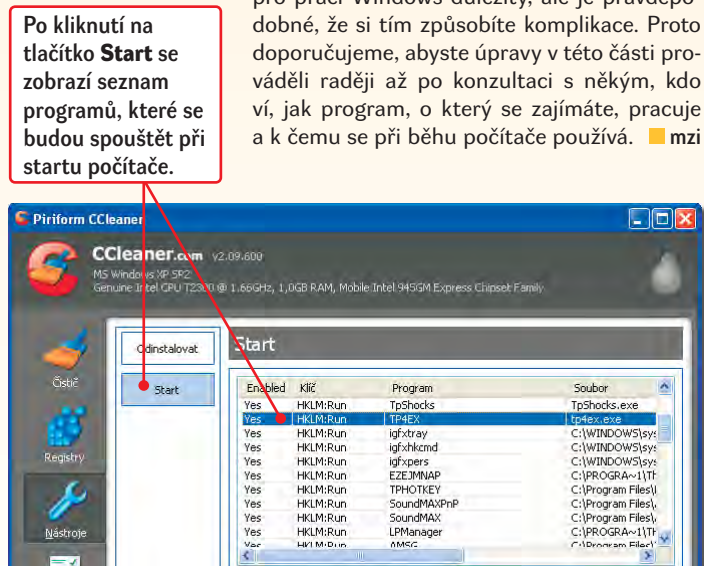 pro práci Windows důležitý, ale je pravděpo-
dobné, že si tím způsobíte komplikace. Proto
doporučujeme, abyste úpravy v této části pro-
váděli raději až po konzultaci s někým, kdo
ví, jak program, o který se zajímáte, pracuje
a k čemu se při běhu počítače používá. mzi
Po kliknutí na
tlačítko Start se
zobrazí seznam
programů, které se
budou spouštět při
startu počítače.
Piriform CCleaner
CCleaner.com v2.09.600
MS Windows XP SP2
Genuine Intel CPU T2300 @ 1.66GHz, 1,0GB RAM, Mobile Intel 945GM Express Chipset Family
Čistič
Registry
Nástroje
Odinstalovat
Start
Start
Enabled Klíč Program Soubor
Yes HKLM:Run TpShocks TpShocks.exe
Yes HKLM:Run TP4EX tp4ex.exe
Yes HKLM:Run igfxtray C:\WINDOWS\sys
Yes HKLM:Run igfxhkcmd C:\WINDOWS\sys
Yes HKLM:Run igfxpers C:\WINDOWS\sys
Yes HKLM:Run EZEJMNAP C:\PROGRA~1\Th
Yes HKLM:Run TPHOTKEY C:\Program Files\
Yes HKLM:Run SoundMAXPnP C:\Program Files\
Yes HKLM:Run SoundMAX C:\Program Files\
Yes HKLM:Run LPManager C:\PROGRA~1\Th
Yes HKLM:Run AMSG C:\Program Files\